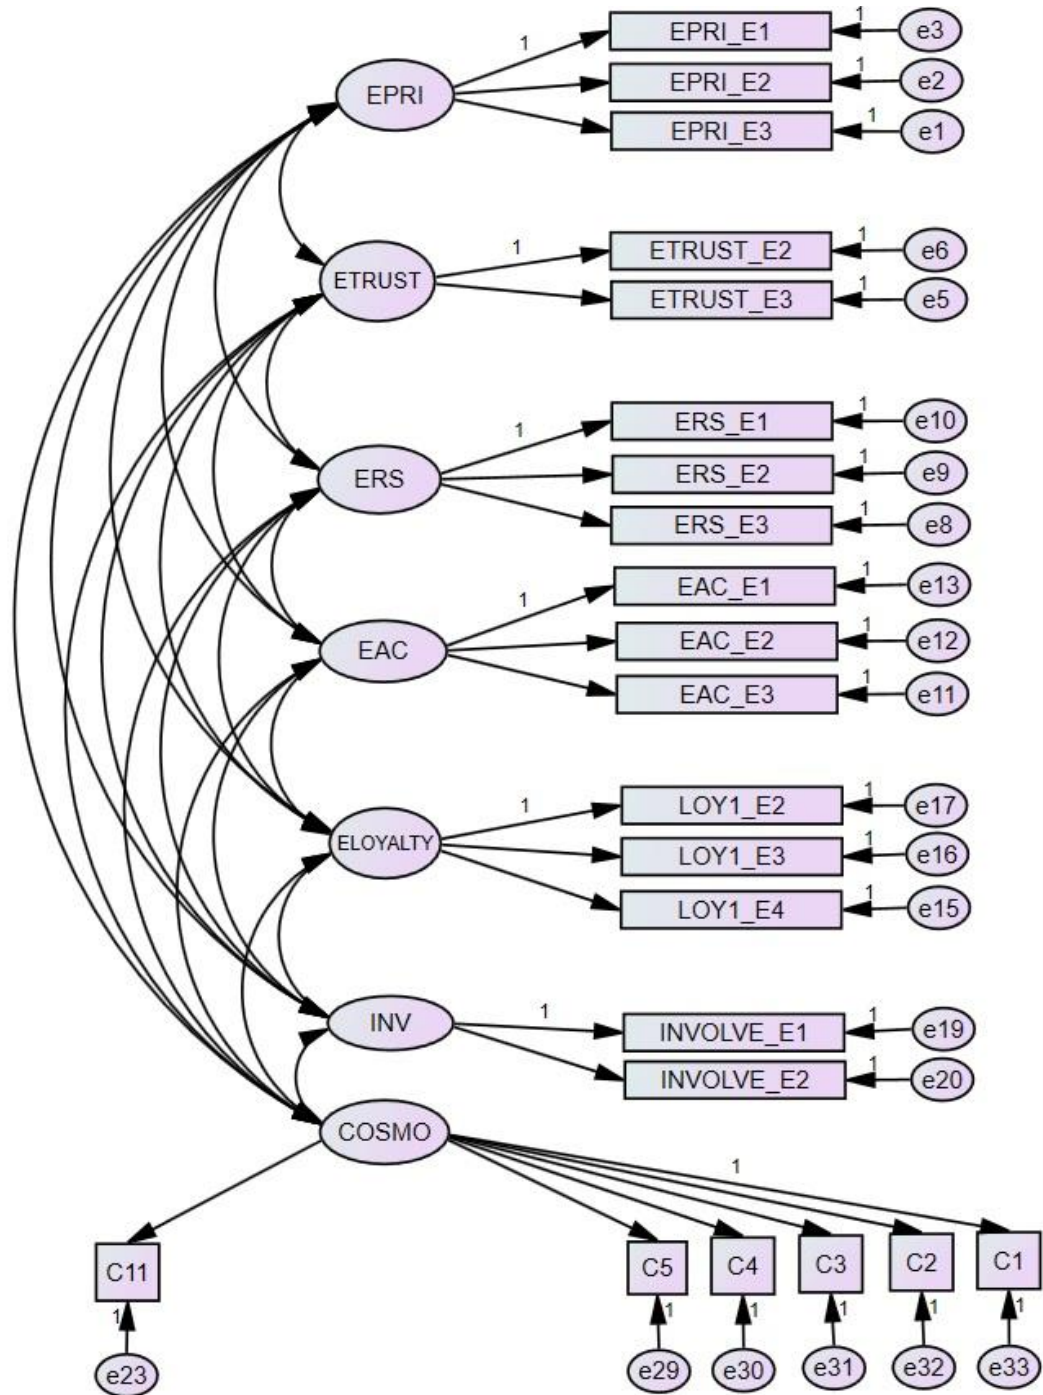 1 EPRI_E1 1 e3
EPRI EPRI_E2 1 e2
EPRI_E3 1 e1
1 ETRUST_E2 1 e6
ETRUST ETRUST_E3 1 e5
1 ERS_E1 1 e10
ERS ERS_E2 1 e9
ERS_E3 1 e8
1 EAC_E1 1 e13
EAC EAC_E2 1 e12
EAC_E3 1 e11
1 LOY1_E2 1 e17
ELOYALTY LOY1_E3 1 e16
LOY1_E4 1 e15
INV 1 INVOLVE_E1 1 e19
INVOLVE_E2 1 e20
COSMO
1
C11 C5 C4 C3 C2 C1
1 1 1 1 1 1
e23 e29 e30 e31 e32 e33